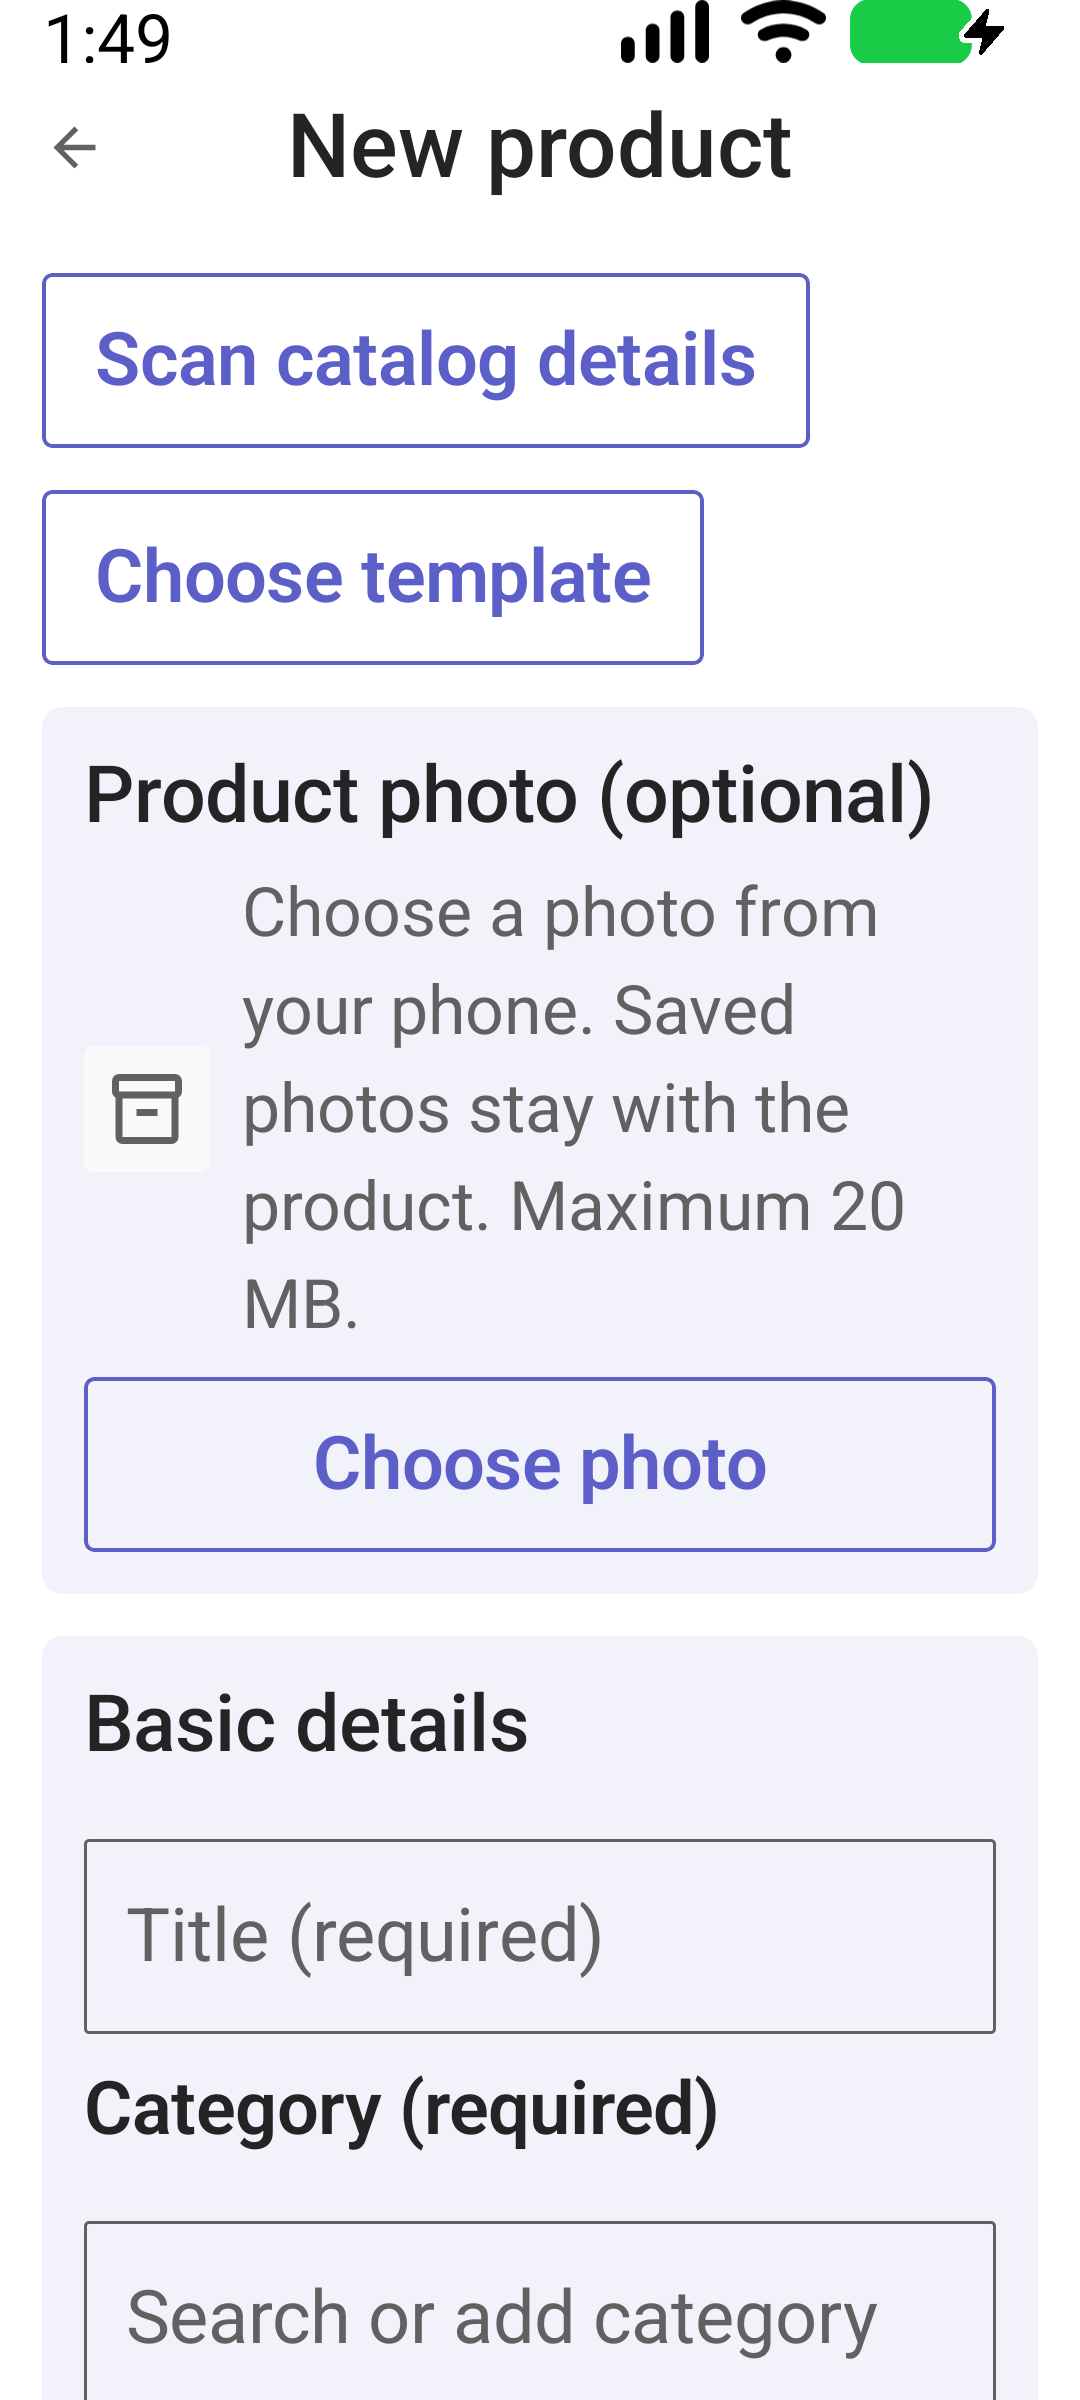 1:49
New product
Scan catalog details
Choose template
Product photo (optional)
Choose a photo from
your phone. Saved
photos stay with the
product. Maximum 20
MB.
Choose photo
Basic details
Title (required)
Category (required)
Search or add category